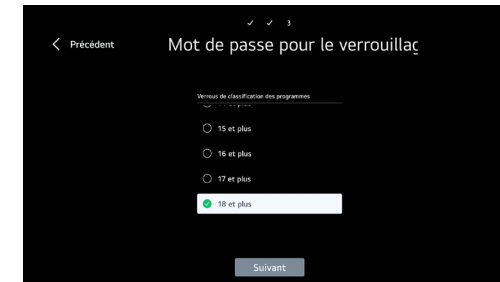 3
Précédent
Mot de passe pour le verrouillag
Verrous de classification des programmes
15 et plus
16 et plus
17 et plus
18 et plus
Suivant